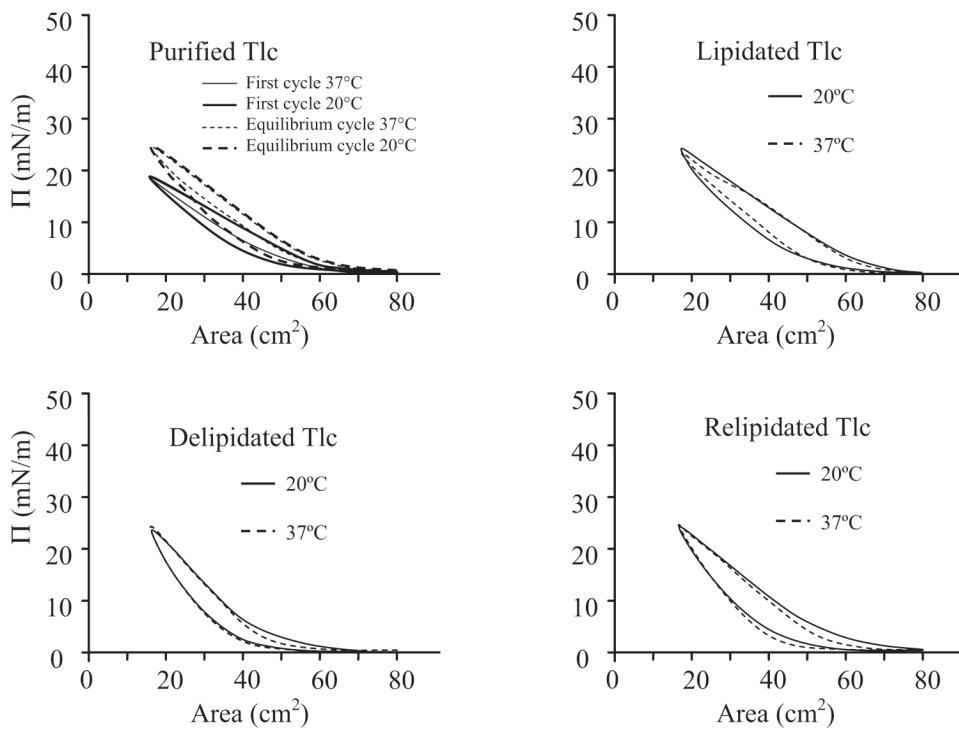 Purified Tlc
First cycle 37°C
First cycle 20°C
Equilibrium cycle 37°C
Equilibrium cycle 20°C
Π (mN/m)
50
40
30
20
10
0
0 20 40 60 80
Area (cm²)
Lipidated Tlc
20ºC
37ºC
50
40
30
20
10
0
0 20 40 60 80
Area (cm²)
Delipidated Tlc
20ºC
37ºC
Π (mN/m)
50
40
30
20
10
0
0 20 40 60 80
Area (cm²)
Relipidated Tlc
20ºC
37ºC
50
40
30
20
10
0
0 20 40 60 80
Area (cm²)